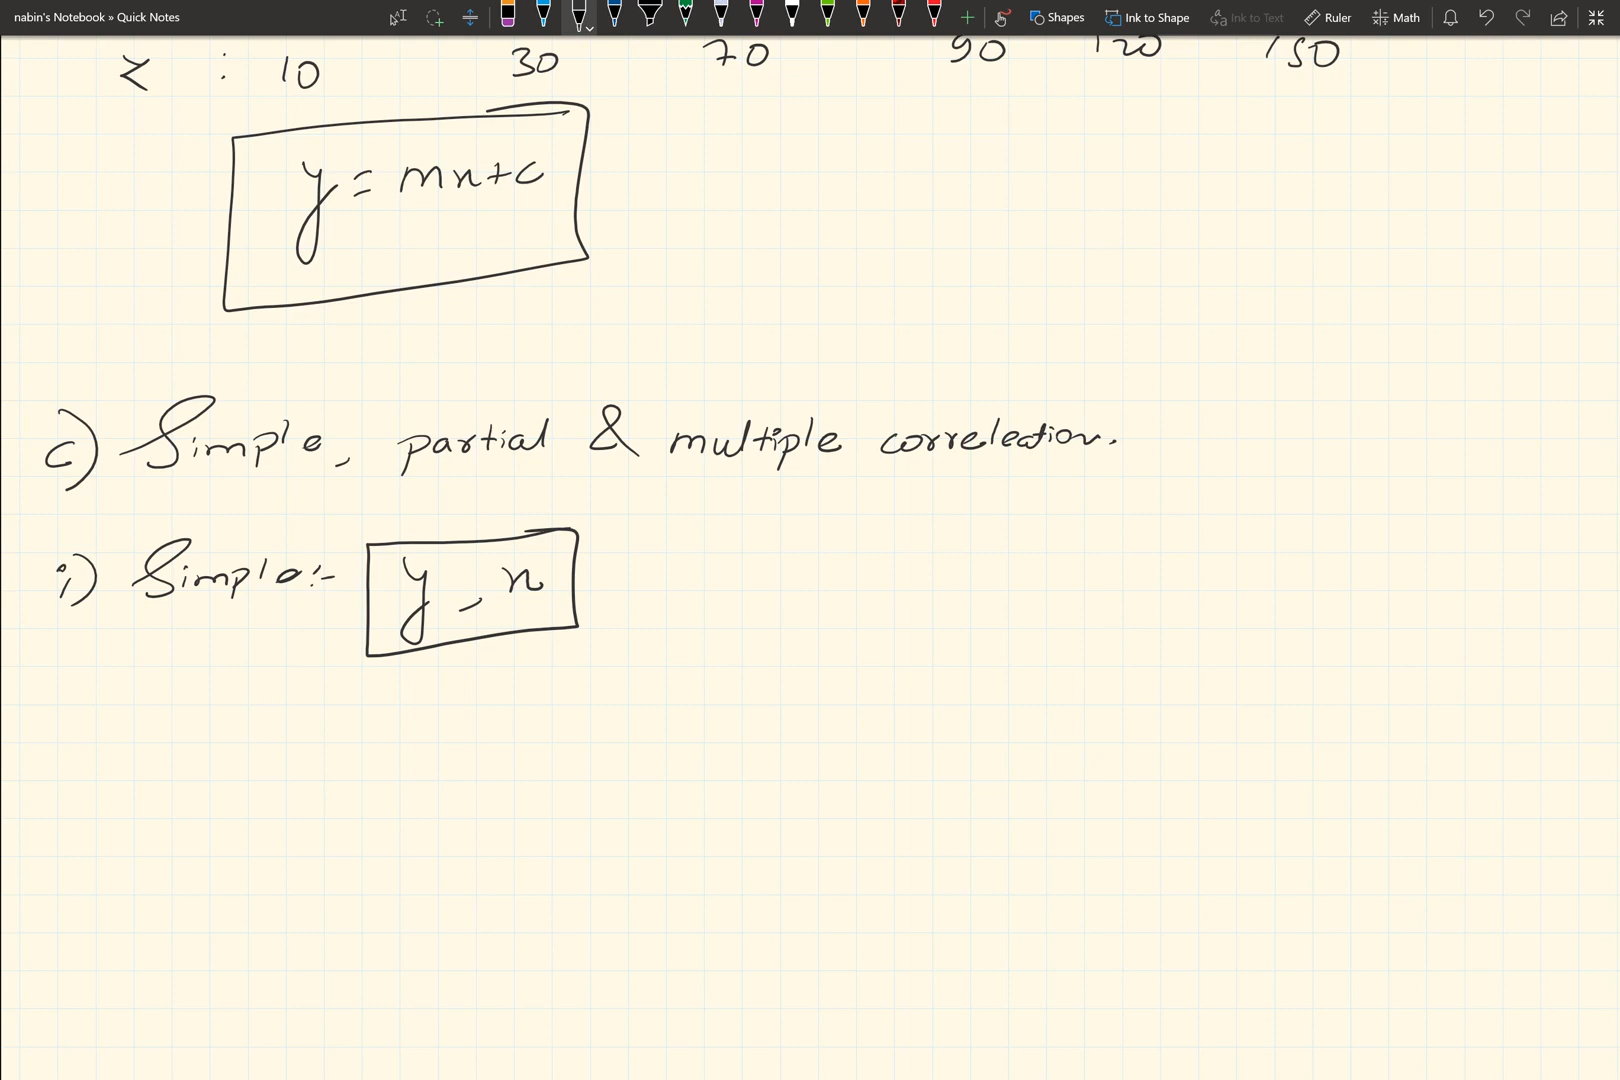 nabin's Notebook » Quick Notes Shapes Ink to Shape Ink to Text Ruler Math
z : 10 30 70 90 120 150
y = mx+c
c) Simple, partial & multiple correleation.
i) Simple:- y, x